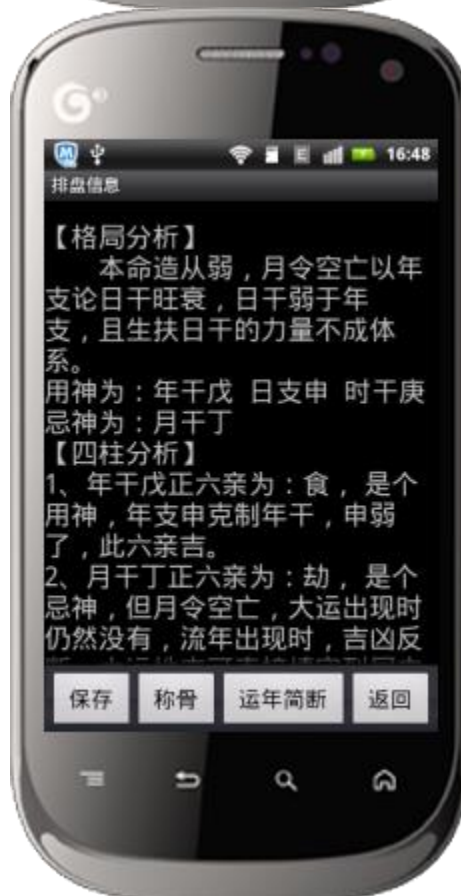 16:48
排盘信息
【格局分析】
本命造从弱，月令空亡以年
支论日干旺衰，日干弱于年
支，且生扶日干的力量不成体
系。
用神为：年干戊 日支申 时干庚
忌神为：月干丁
【四柱分析】
1、年干戊正六亲为：食，是个
用神，年支申克制年干，申弱
了，此六亲吉。
2、月干丁正六亲为：劫，是个
忌神，但月令空亡，大运出现时
仍然没有，流年出现时，吉凶反
保存 称骨 运年简断 返回